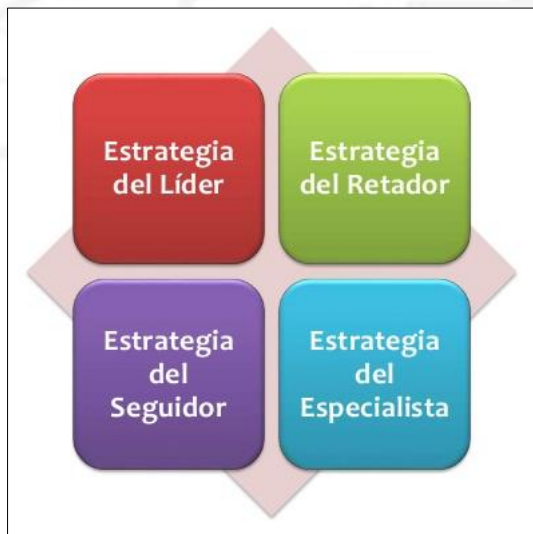 Estrategia
del Líder
Estrategia
del Retador
Estrategia
del
Seguidor
Estrategia
del
Especialista